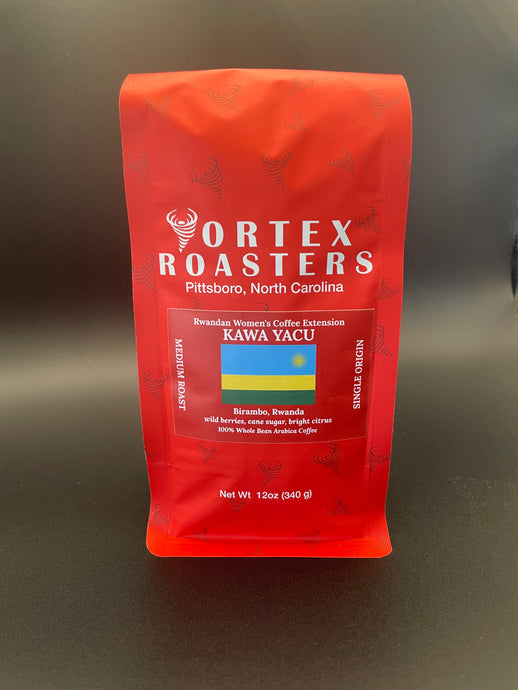 VORTEX
ROASTERS
Pittsboro, North Carolina
Rwandan Women's Coffee Extension
KAWA YACU
MEDIUM ROAST
SINGLE ORIGIN
Birambo, Rwanda
wild berries, cane sugar, bright citrus
100% Whole Bean Arabica Coffee
Net Wt 12oz (340 g)